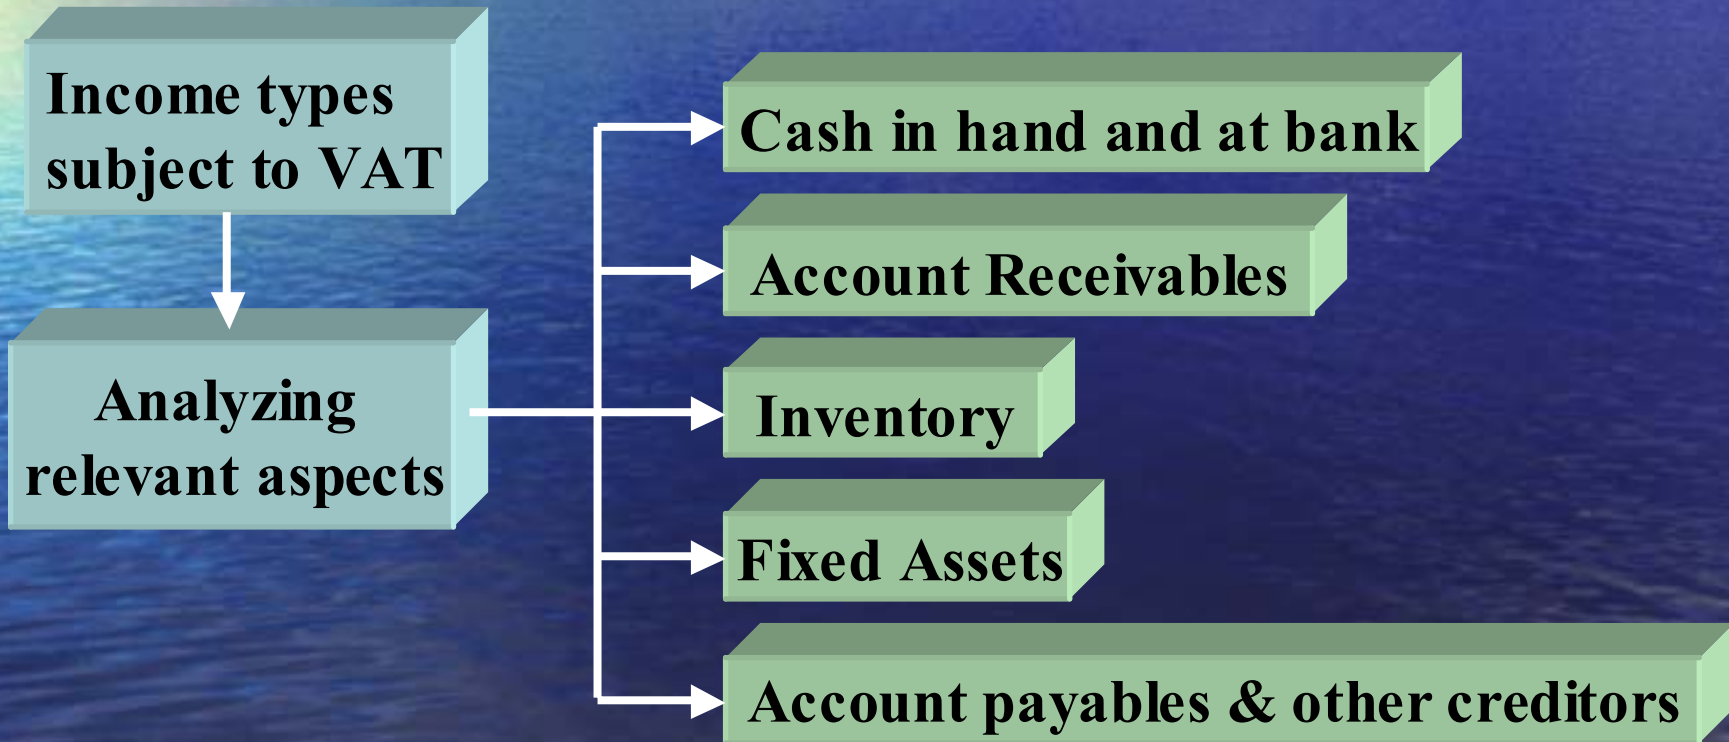 Income types
subject to VAT
Analyzing
relevant aspects
Cash in hand and at bank
Account Receivables
Inventory
Fixed Assets
Account payables & other creditors